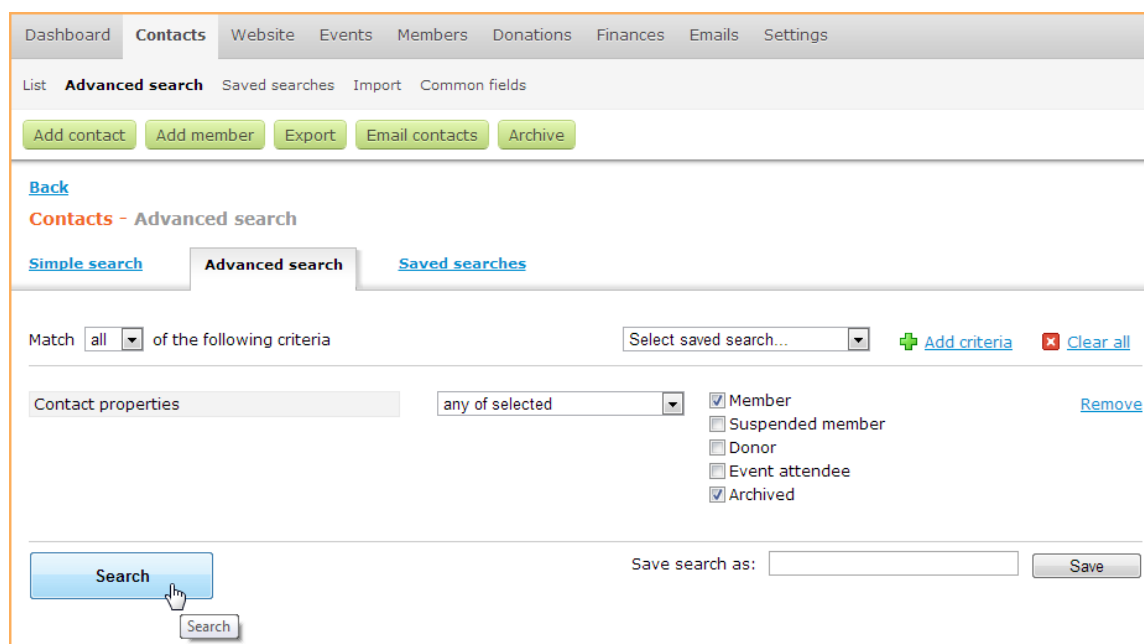 Dashboard Contacts Website Events Members Donations Finances Emails Settings
List Advanced search Saved searches Import Common fields
Add contact Add member Export Email contacts Archive
Back
Contacts - Advanced search
Simple search Advanced search Saved searches
Match all of the following criteria Select saved search... Add criteria Clear all
Contact properties any of selected Member Remove
Suspended member
Donor
Event attendee
Archived
Search Save search as: Save
Search